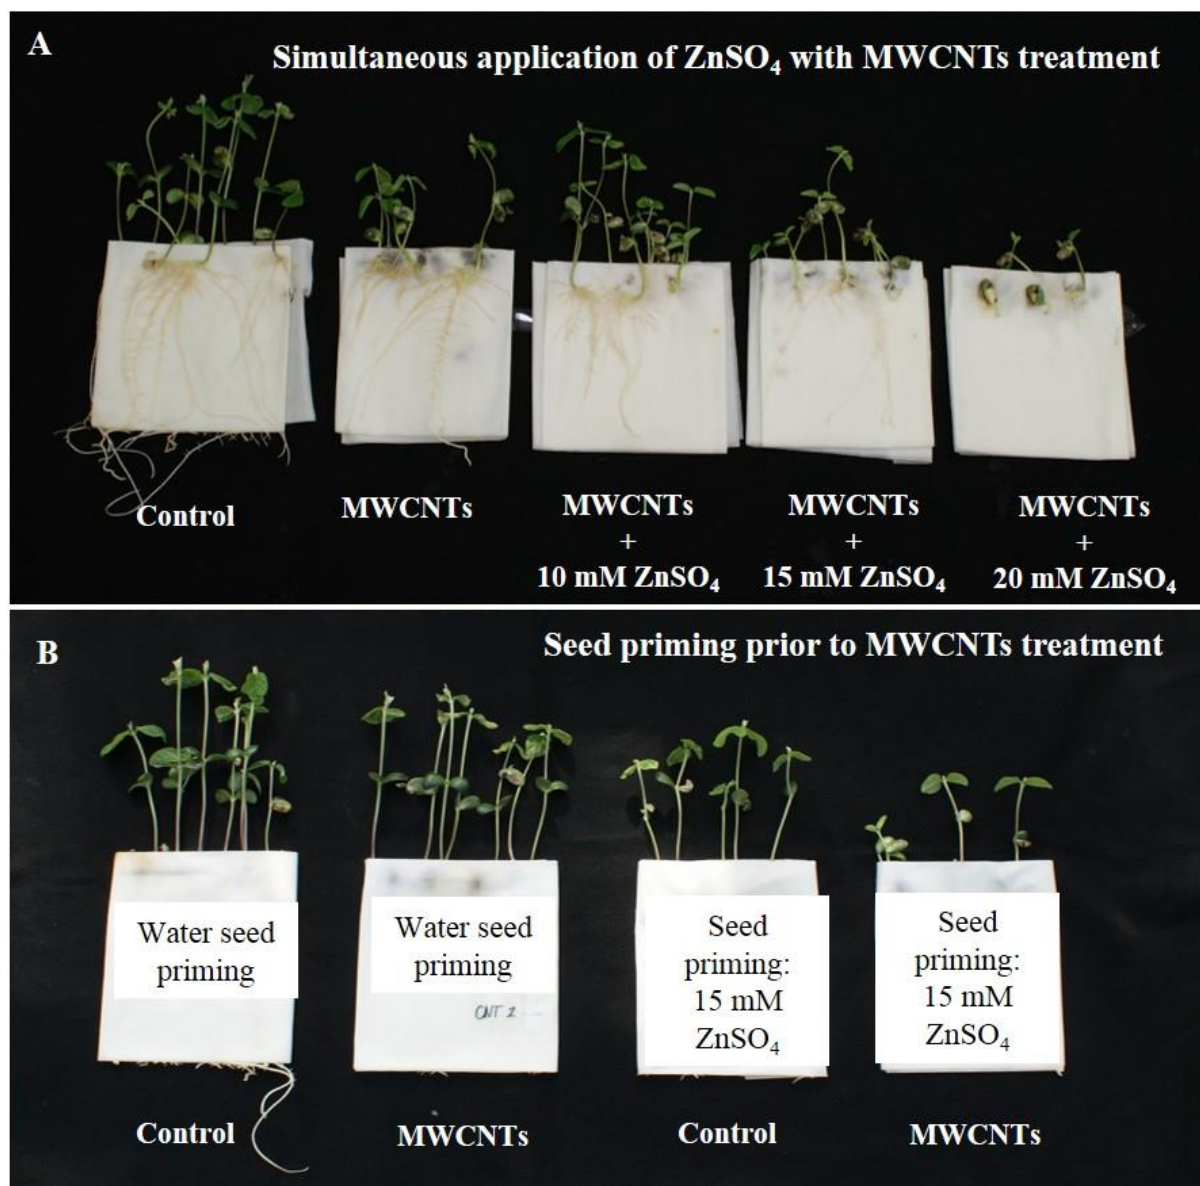 A
Simultaneous application of ZnSO₄ with MWCNTs treatment
Control
MWCNTs
MWCNTs
+
10 mM ZnSO₄
MWCNTs
+
15 mM ZnSO₄
MWCNTs
+
20 mM ZnSO₄
B
Seed priming prior to MWCNTs treatment
Water seed
priming
Water seed
priming
CNT 2
Seed
priming:
15 mM
ZnSO₄
Seed
priming:
15 mM
ZnSO₄
Control
MWCNTs
Control
MWCNTs